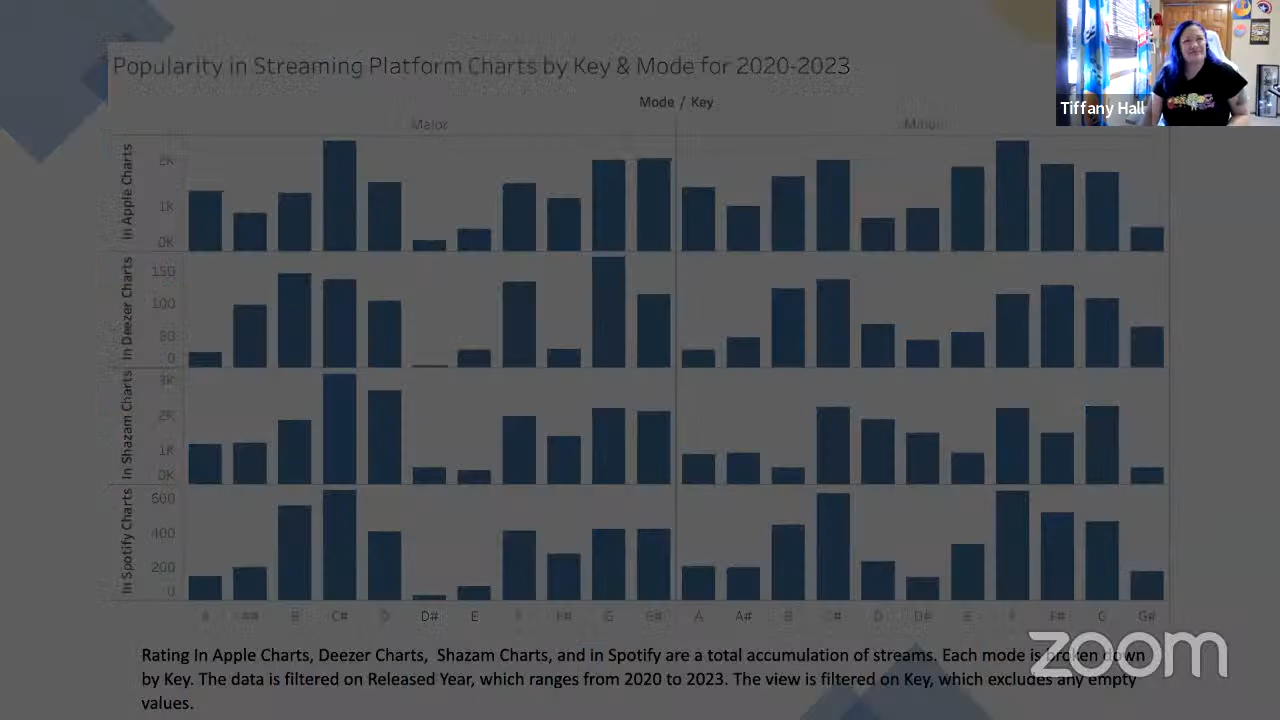 Popularity in Streaming Platform Charts by Key & Mode for 2020-2023
Tiffany Hall
Mode / Key
Major Minor
In Apple Charts
2K
1K
0K
In Deezer Charts
150
100
50
0
In Shazam Charts
3K
2K
1K
0K
In Spotify Charts
600
400
200
0
A A# B C# D D# E F F# G G# A A# B C# D D# E F F# G G#
zoom
Rating In Apple Charts, Deezer Charts, Shazam Charts, and in Spotify are a total accumulation of streams. Each mode is broken down
by Key. The data is filtered on Released Year, which ranges from 2020 to 2023. The view is filtered on Key, which excludes any empty
values.